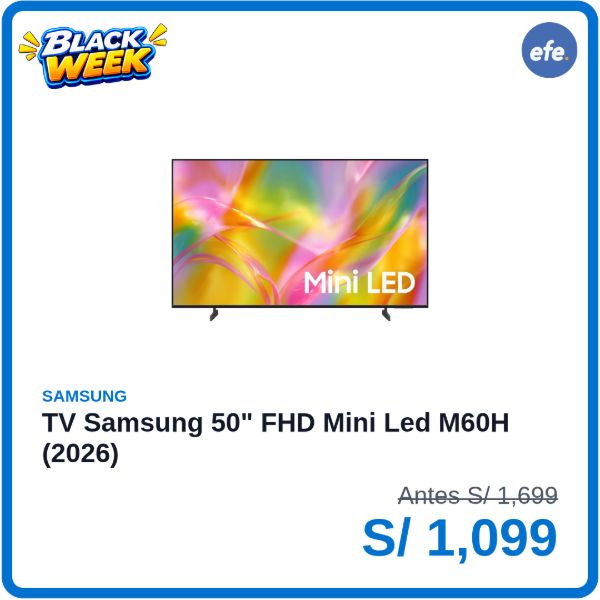 BLACK
WEEK
efe.
Mini LED
SAMSUNG
TV Samsung 50" FHD Mini Led M60H
(2026)
Antes S/ 1,699
S/ 1,099